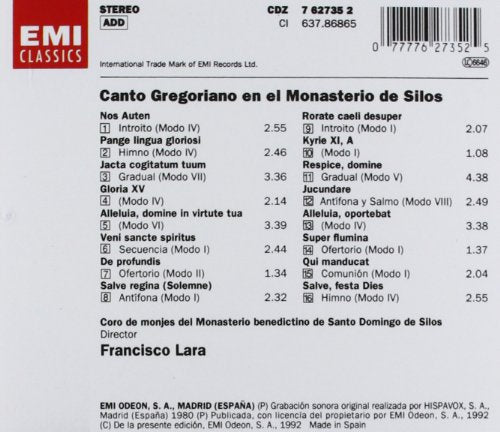 EMI
CLASSICS
STEREO
ADD
CDZ 7 62735 2
CI 637.86865
0 77776 27352 5
LC 6646
International Trade Mark of EMI Records Ltd.
Canto Gregoriano en el Monasterio de Silos
Nos Auten
1 Introito (Modo IV) 2.55
Pange lingua gloriosi
2 Himno (Modo IV) 2.46
Jacta cogitatum tuum
3 Gradual (Modo VII) 3.36
Gloria XV
4 (Modo IV) 2.14
Alleluia, domine in virtute tua
5 (Modo VI) 3.39
Veni sancte spiritus
6 Secuencia (Modo I) 2.44
De profundis
7 Ofertorio (Modo II) 1.34
Salve regina (Solemne)
8 Antífona (Modo I) 2.32
Rorate caeli desuper
9 Introito (Modo I) 2.07
Kyrie XI, A
10 (Modo I) 1.08
Respice, domine
11 Gradual (Modo V) 4.38
Jucundare
12 Antífona y Salmo (Modo VIII) 2.49
Alleluia, oportebat
13 (Modo IV) 3.38
Super flumina
14 Ofertorio (Modo I) 1.37
Qui manducat
15 Comunión (Modo I) 2.04
Salve, festa Dies
16 Himno (Modo IV) 2.55
Coro de monjes del Monasterio benedictino de Santo Domingo de Silos
Director
Francisco Lara
EMI ODEON, S. A., MADRID (ESPAÑA) (P) Grabación sonora original realizada por HISPAVOX, S. A.,
Madrid (España) 1980 (P) Publicada, con licencia del propietario por EMI Odeon, S. A., 1992
(C) De la presente edición, EMI Odeon, S. A., 1992 Made in Spain